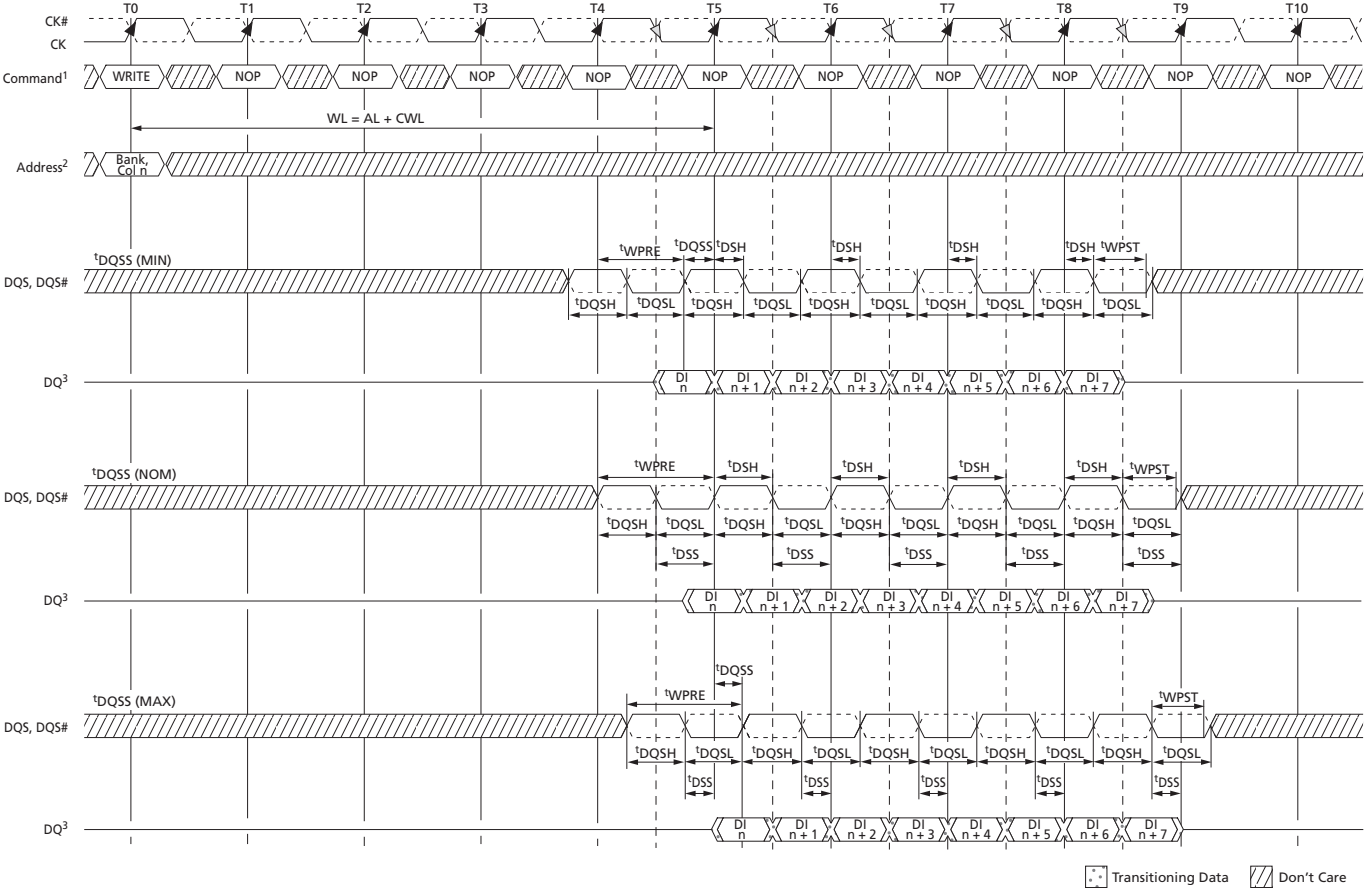 T0 T1 T2 T3 T4 T5 T6 T7 T8 T9 T10
CK#
CK
Command¹ WRITE NOP NOP NOP NOP NOP NOP NOP NOP NOP NOP
WL = AL + CWL
Address² Bank,
Col n
ᵗDQSS (MIN) ᵗWPRE ᵗDQSS ᵗDSH ᵗDSH ᵗDSH ᵗDSH ᵗWPST
DQS, DQS#
ᵗDQSH ᵗDQSL ᵗDQSH ᵗDQSL ᵗDQSH ᵗDQSL ᵗDQSH ᵗDQSL ᵗDQSH ᵗDQSL
DQ³ DI DI DI DI DI DI DI DI
n n + 1 n + 2 n + 3 n + 4 n + 5 n + 6 n + 7
ᵗDQSS (NOM) ᵗWPRE ᵗDSH ᵗDSH ᵗDSH ᵗDSH ᵗWPST
DQS, DQS#
ᵗDQSH ᵗDQSL ᵗDQSH ᵗDQSL ᵗDQSH ᵗDQSL ᵗDQSH ᵗDQSL ᵗDQSH ᵗDQSL
ᵗDSS ᵗDSS ᵗDSS ᵗDSS ᵗDSS
DQ³ DI DI DI DI DI DI DI DI
n n + 1 n + 2 n + 3 n + 4 n + 5 n + 6 n + 7
ᵗDQSS
ᵗDQSS (MAX) ᵗWPRE ᵗWPST
DQS, DQS#
ᵗDQSH ᵗDQSL ᵗDQSH ᵗDQSL ᵗDQSH ᵗDQSL ᵗDQSH ᵗDQSL ᵗDQSH ᵗDQSL
ᵗDSS ᵗDSS ᵗDSS ᵗDSS ᵗDSS
DQ³ DI DI DI DI DI DI DI DI
n n + 1 n + 2 n + 3 n + 4 n + 5 n + 6 n + 7
Transitioning Data Don't Care